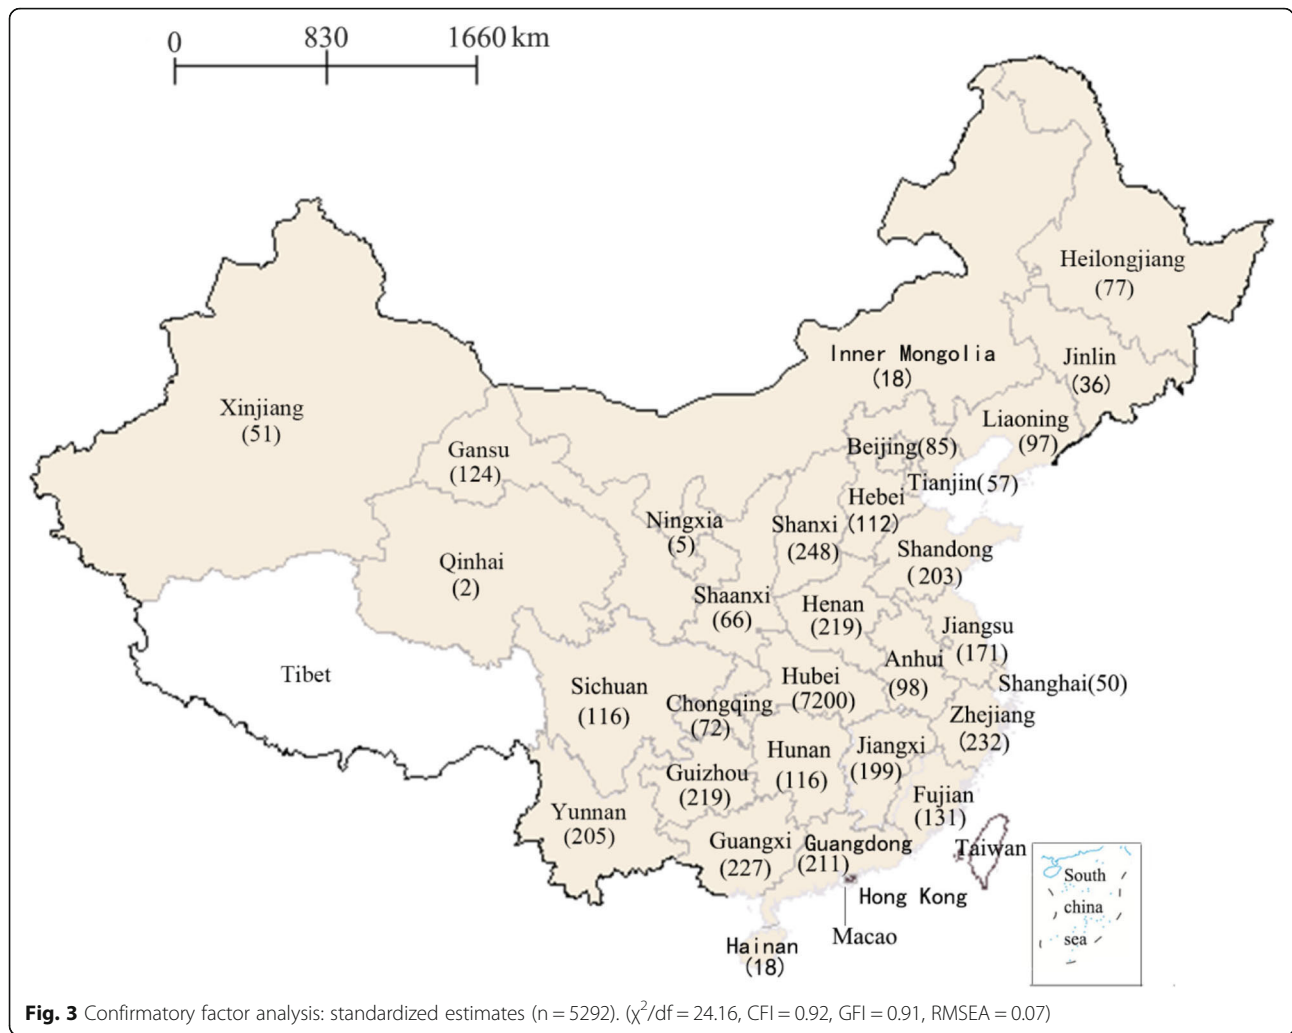 0 830 1660 km
Heilongjiang
(77)
Inner Mongolia
(18)
Jinlin
(36)
Xinjiang
(51)
Liaoning
(97)
Gansu
(124)
Beijing(85)
Tianjin(57)
Hebei
(112)
Ningxia
(5)
Shanxi
(248)
Shandong
(203)
Qinhai
(2)
Shaanxi
(66)
Henan
(219)
Jiangsu
(171)
Tibet
Anhui
(98)
Hubei
(7200)
Shanghai(50)
Sichuan
(116)
Chongqing
(72)
Zhejiang
(232)
Hunan
(116)
Jiangxi
(199)
Guizhou
(219)
Fujian
(131)
Yunnan
(205)
Guangxi
(227)
Guangdong
(211)
Taiwan
Hong Kong
Macao
Hainan
(18)
South
china
sea
Fig. 3 Confirmatory factor analysis: standardized estimates (n = 5292). (χ²/df = 24.16, CFI = 0.92, GFI = 0.91, RMSEA = 0.07)